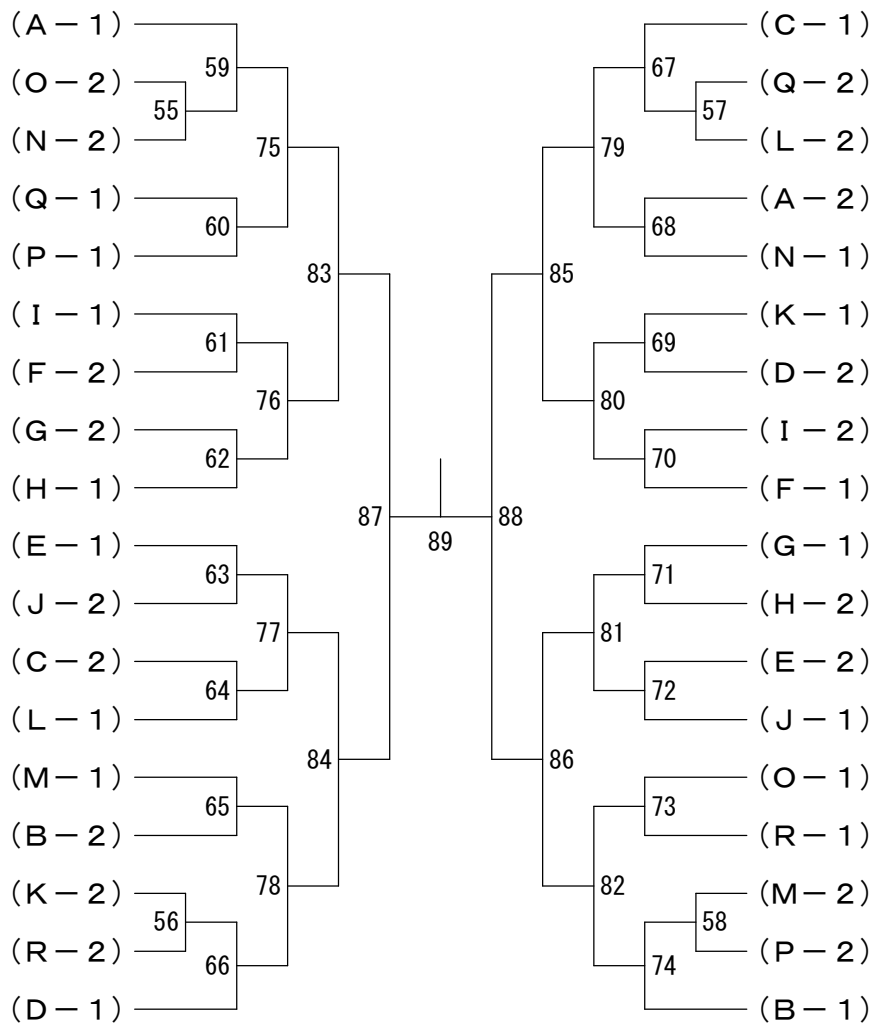 (A－1) (C－1)
59 67
(O－2) (Q－2)
55 57
(N－2) (L－2)
75 79
(Q－1) (A－2)
60 68
(P－1) (N－1)
83 85
(I－1) (K－1)
61 69
(F－2) (D－2)
76 80
(G－2) (I－2)
62 70
(H－1) (F－1)
87 88
89
(E－1) (G－1)
63 71
(J－2) (H－2)
77 81
(C－2) (E－2)
64 72
(L－1) (J－1)
84 86
(M－1) (O－1)
65 73
(B－2) (R－1)
78 82
(K－2) (M－2)
56 58
(R－2) (P－2)
66 74
(D－1) (B－1)